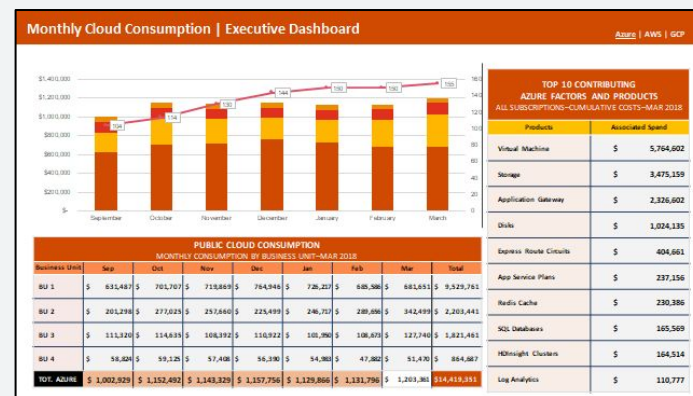 Monthly Cloud Consumption | Executive Dashboard
Azure | AWS | GCP
$1,400,000
$1,200,000
$1,000,000
$800,000
$600,000
$400,000
$200,000
$-
160
140
120
100
80
60
40
20
0
104
114
130
144
150
150
155
September October November December January February March
TOP 10 CONTRIBUTING
AZURE FACTORS AND PRODUCTS
ALL SUBSCRIPTIONS–CUMULATIVE COSTS–MAR 2018
Products Associated Spend
Virtual Machine $ 5,764,602
Storage $ 3,475,159
Application Gateway $ 2,326,602
Disks $ 1,024,135
Express Route Circuits $ 404,661
App Service Plans $ 237,156
Redis Cache $ 230,386
SQL Databases $ 165,569
HDInsight Clusters $ 164,514
Log Analytics $ 110,777
PUBLIC CLOUD CONSUMPTION
MONTHLY CONSUMPTION BY BUSINESS UNIT–MAR 2018
Business Unit Sep Oct Nov Dec Jan Feb Mar Total
BU 1 $ 631,487 $ 701,707 $ 719,869 $ 764,946 $ 726,217 $ 685,586 $ 681,651 $ 9,529,761
BU 2 $ 201,298 $ 277,025 $ 257,660 $ 225,499 $ 246,717 $ 289,656 $ 342,499 $ 2,203,441
BU 3 $ 111,320 $ 114,635 $ 108,392 $ 110,922 $ 101,950 $ 108,673 $ 127,740 $ 1,821,461
BU 4 $ 58,824 $ 59,125 $ 57,408 $ 56,390 $ 54,983 $ 47,882 $ 51,470 $ 864,687
TOT. AZURE $ 1,002,929 $ 1,152,492 $ 1,143,329 $ 1,157,756 $ 1,129,866 $ 1,131,796 $ 1,203,361 $14,419,351